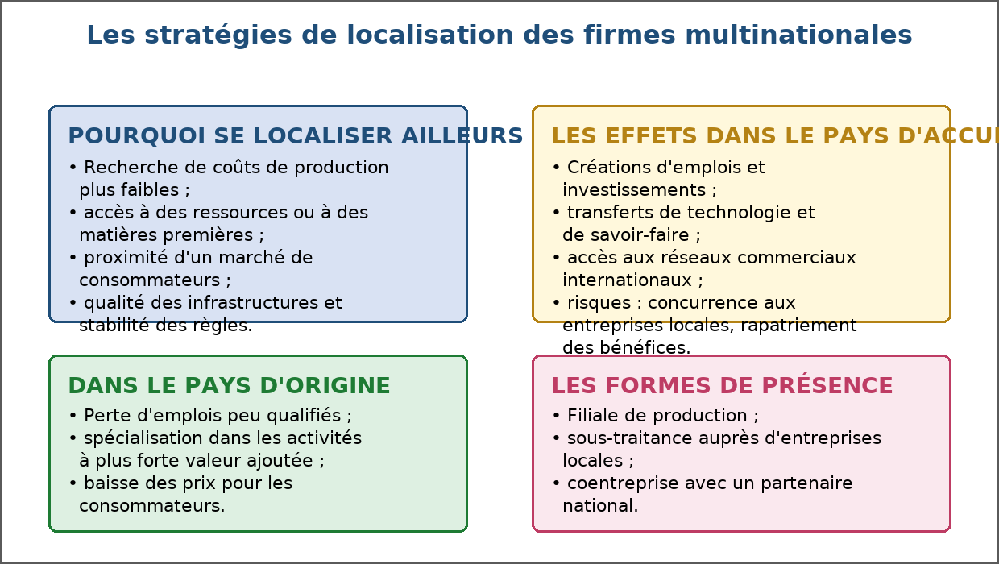 Les stratégies de localisation des firmes multinationales
POURQUOI SE LOCALISER AILLEURS
• Recherche de coûts de production
plus faibles ;
• accès à des ressources ou à des
matières premières ;
• proximité d'un marché de
consommateurs ;
• qualité des infrastructures et
stabilité des règles.
LES EFFETS DANS LE PAYS
• Créations d'emplois et
investissements ;
• transferts de technologie et
de savoir-faire ;
• accès aux réseaux commerciaux
internationaux ;
• risques : concurrence aux
entreprises locales, rapatriement
des bénéfices.
DANS LE PAYS D'ORIGINE
• Perte d'emplois peu qualifiés ;
• spécialisation dans les activités
à plus forte valeur ajoutée ;
• baisse des prix pour les
consommateurs.
LES FORMES DE PRÉSENCE
• Filiale de production ;
• sous-traitance auprès d'entreprises
locales ;
• coentreprise avec un partenaire
national.